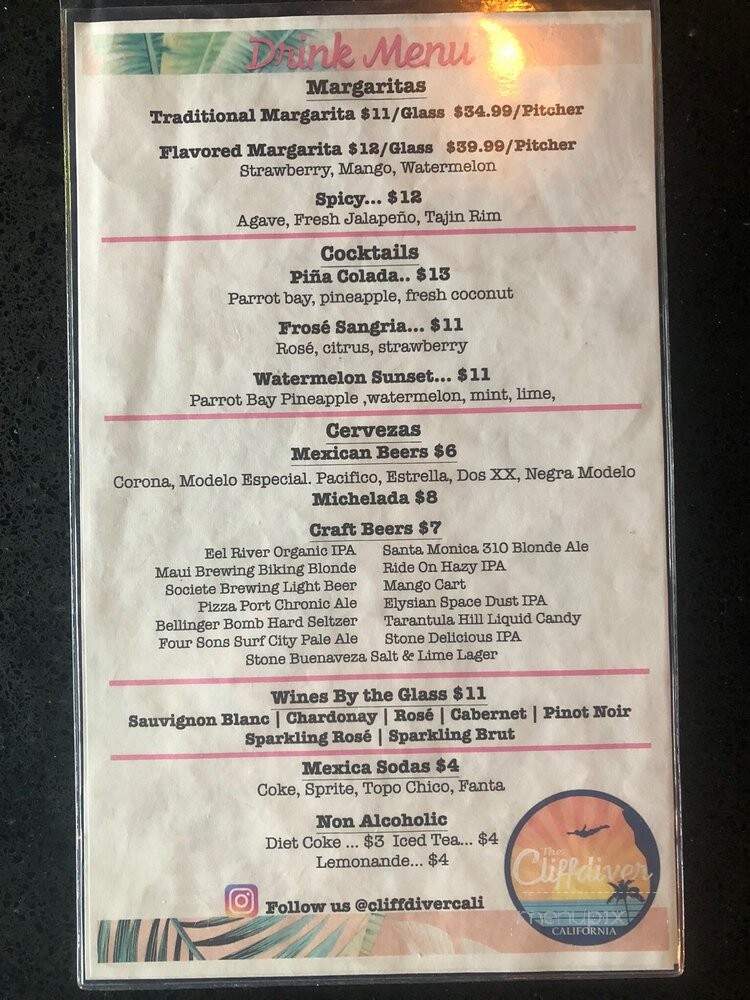 Drink Menu
Margaritas
Traditional Margarita $11/Glass $34.99/Pitcher
Flavored Margarita $12/Glass $39.99/Pitcher
Strawberry, Mango, Watermelon
Spicy... $12
Agave, Fresh Jalapeño, Tajin Rim
Cocktails
Piña Colada.. $13
Parrot bay, pineapple, fresh coconut
Frosé Sangria... $11
Rosé, citrus, strawberry
Watermelon Sunset... $11
Parrot Bay Pineapple ,watermelon, mint, lime,
Cervezas
Mexican Beers $6
Corona, Modelo Especial. Pacifico, Estrella, Dos XX, Negra Modelo
Michelada $8
Craft Beers $7
Eel River Organic IPA Santa Monica 310 Blonde Ale
Maui Brewing Biking Blonde Ride On Hazy IPA
Societe Brewing Light Beer Mango Cart
Pizza Port Chronic Ale Elysian Space Dust IPA
Bellinger Bomb Hard Seltzer Tarantula Hill Liquid Candy
Four Sons Surf City Pale Ale Stone Delicious IPA
Stone Buenaveza Salt & Lime Lager
Wines By the Glass $11
Sauvignon Blanc | Chardonay | Rosé | Cabernet | Pinot Noir
Sparkling Rosé | Sparkling Brut
Mexica Sodas $4
Coke, Sprite, Topo Chico, Fanta
Non Alcoholic
Diet Coke ... $3 Iced Tea... $4
Lemonande... $4
Follow us @cliffdivercali
The
Cliffdiver
menupix
CALIFORNIA